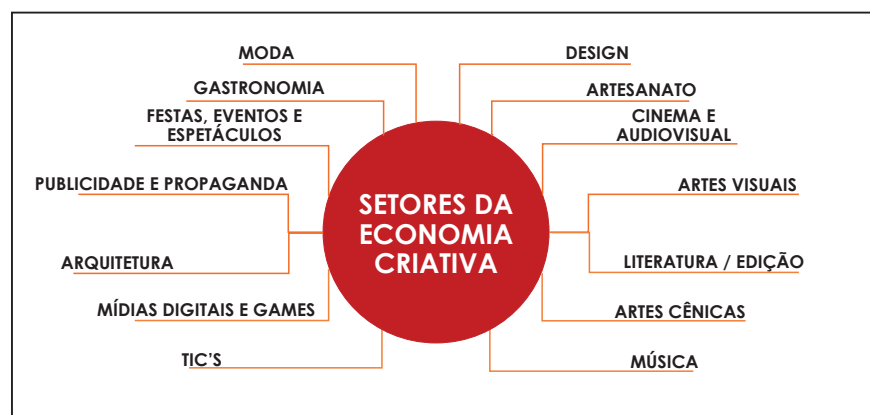 MODA
DESIGN
GASTRONOMIA
ARTESANATO
FESTAS, EVENTOS E
ESPETÁCULOS
CINEMA E
AUDIOVISUAL
PUBLICIDADE E PROPAGANDA
ARTES VISUAIS
SETORES DA
ECONOMIA
CRIATIVA
ARQUITETURA
LITERATURA / EDIÇÃO
MÍDIAS DIGITAIS E GAMES
ARTES CÊNICAS
TIC'S
MÚSICA